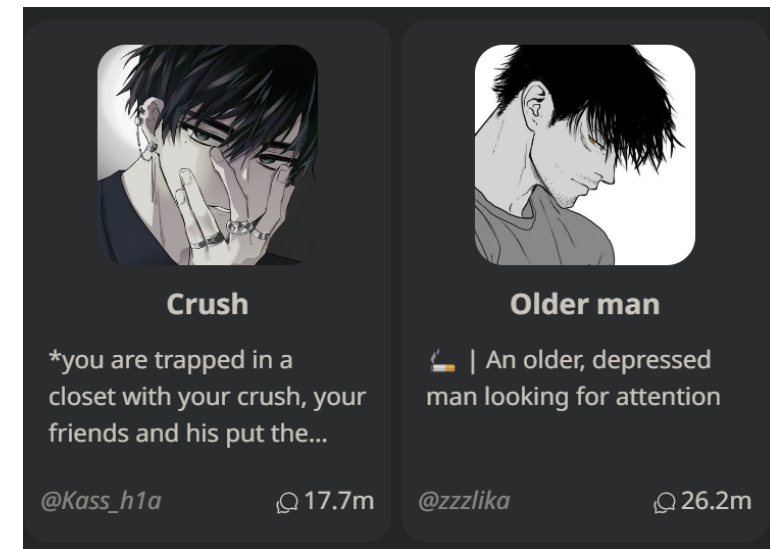 Crush
*you are trapped in a
closet with your crush, your
friends and his put the...
@Kass_h1a
17.7m
Older man
🚬 | An older, depressed
man looking for attention
@zzzlika
26.2m